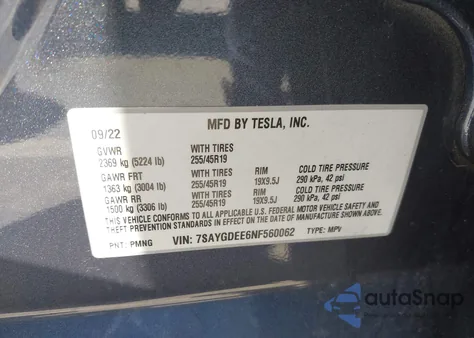 MFD BY TESLA, INC.
09/22
GVWR WITH TIRES
2369 kg (5224 lb) 255/45R19
GAWR FRT WITH TIRES RIM COLD TIRE PRESSURE
1363 kg (3004 lb) 255/45R19 19X9.5J 290 kPa, 42 psi
GAWR RR WITH TIRES RIM COLD TIRE PRESSURE
1500 kg (3306 lb) 255/45R19 19X9.5J 290 kPa, 42 psi
THIS VEHICLE CONFORMS TO ALL APPLICABLE U.S. FEDERAL MOTOR VEHICLE SAFETY AND
THEFT PREVENTION STANDARDS IN EFFECT ON THE DATE OF MANUFACTURE SHOWN ABOVE.
PNT: PMNG VIN: 7SAYGDEE6NF560062 TYPE: MPV
autoSnap